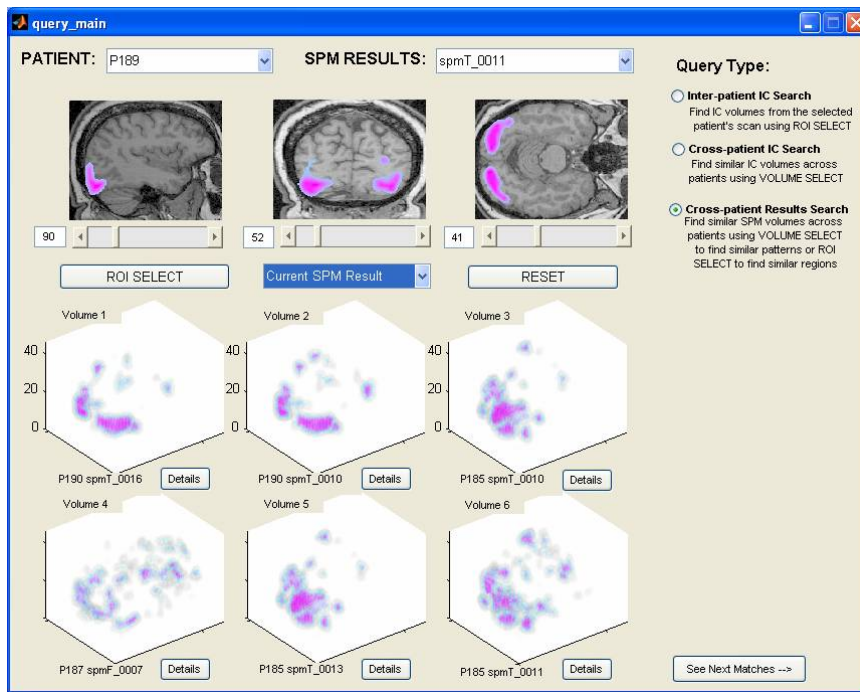 query_main
PATIENT: P189 SPM RESULTS: spmT_0011
Query Type:
Inter-patient IC Search
Find IC volumes from the selected
patient's scan using ROI SELECT
Cross-patient IC Search
Find similar IC volumes across
patients using VOLUME SELECT
Cross-patient Results Search
Find similar SPM volumes across
patients using VOLUME SELECT
to find similar patterns or ROI
SELECT to find similar regions
90 52 41
ROI SELECT Current SPM Result RESET
Volume 1 Volume 2 Volume 3
40 40 40
20 20 20
0 0 0
P190 spmT_0016 Details P190 spmT_0010 Details P185 spmT_0010 Details
Volume 4 Volume 5 Volume 6
P187 spmF_0007 Details P185 spmT_0013 Details P185 spmT_0011 Details
See Next Matches -->